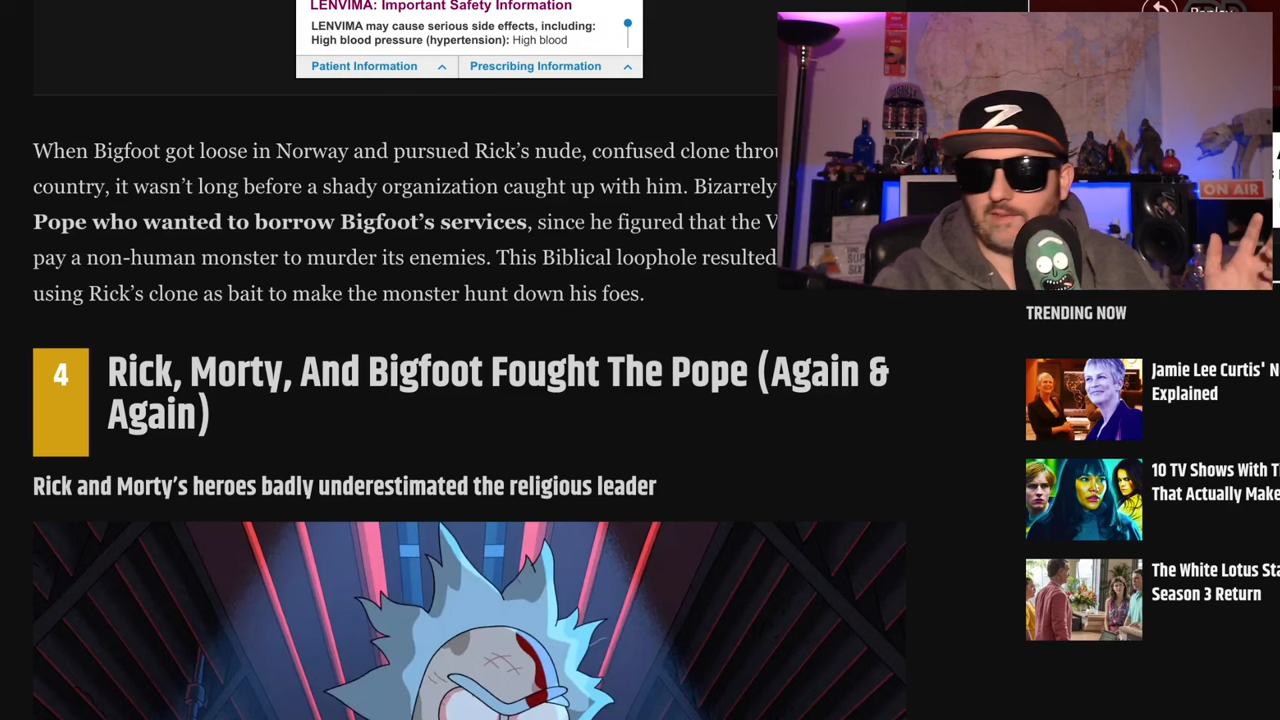 LENVIMA: Important Safety Information
LENVIMA may cause serious side effects, including:
High blood pressure (hypertension): High blood
Patient Information
Prescribing Information
Replay
Z
ON AIR
When Bigfoot got loose in Norway and pursued Rick's nude, confused clone throu
country, it wasn't long before a shady organization caught up with him. Bizarrely
Pope who wanted to borrow Bigfoot's services, since he figured that the V
pay a non-human monster to murder its enemies. This Biblical loophole resulted
using Rick's clone as bait to make the monster hunt down his foes.
4
Rick, Morty, And Bigfoot Fought The Pope (Again &
Again)
Rick and Morty's heroes badly underestimated the religious leader
TRENDING NOW
Jamie Lee Curtis' N
Explained
10 TV Shows With T
That Actually Make
The White Lotus Sta
Season 3 Return